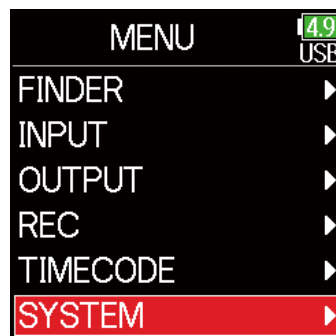 MENU
4.9
USB
FINDER
INPUT
OUTPUT
REC
TIMECODE
SYSTEM